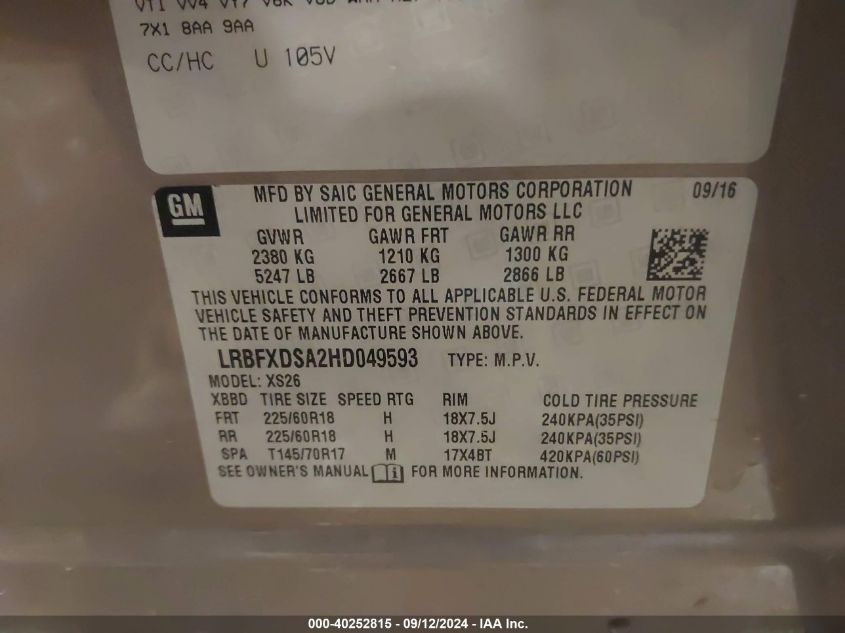 VT1 VV4 VY7 V8K
7X1 8AA 9AA
CC/HC U 105V
GM
MFD BY SAIC GENERAL MOTORS CORPORATION 09/16
LIMITED FOR GENERAL MOTORS LLC
GVWR GAWR FRT GAWR RR
2380 KG 1210 KG 1300 KG
5247 LB 2667 LB 2866 LB
THIS VEHICLE CONFORMS TO ALL APPLICABLE U.S. FEDERAL MOTOR
VEHICLE SAFETY AND THEFT PREVENTION STANDARDS IN EFFECT ON
THE DATE OF MANUFACTURE SHOWN ABOVE.
LRBFXDSA2HD049593 TYPE: M.P.V.
MODEL: XS26
XBBD TIRE SIZE SPEED RTG RIM COLD TIRE PRESSURE
FRT 225/60R18 H 18X7.5J 240KPA(35PSI)
RR 225/60R18 H 18X7.5J 240KPA(35PSI)
SPA T145/70R17 M 17X4BT 420KPA(60PSI)
SEE OWNER'S MANUAL i FOR MORE INFORMATION.
000-40252815 - 09/12/2024 - IAA Inc.